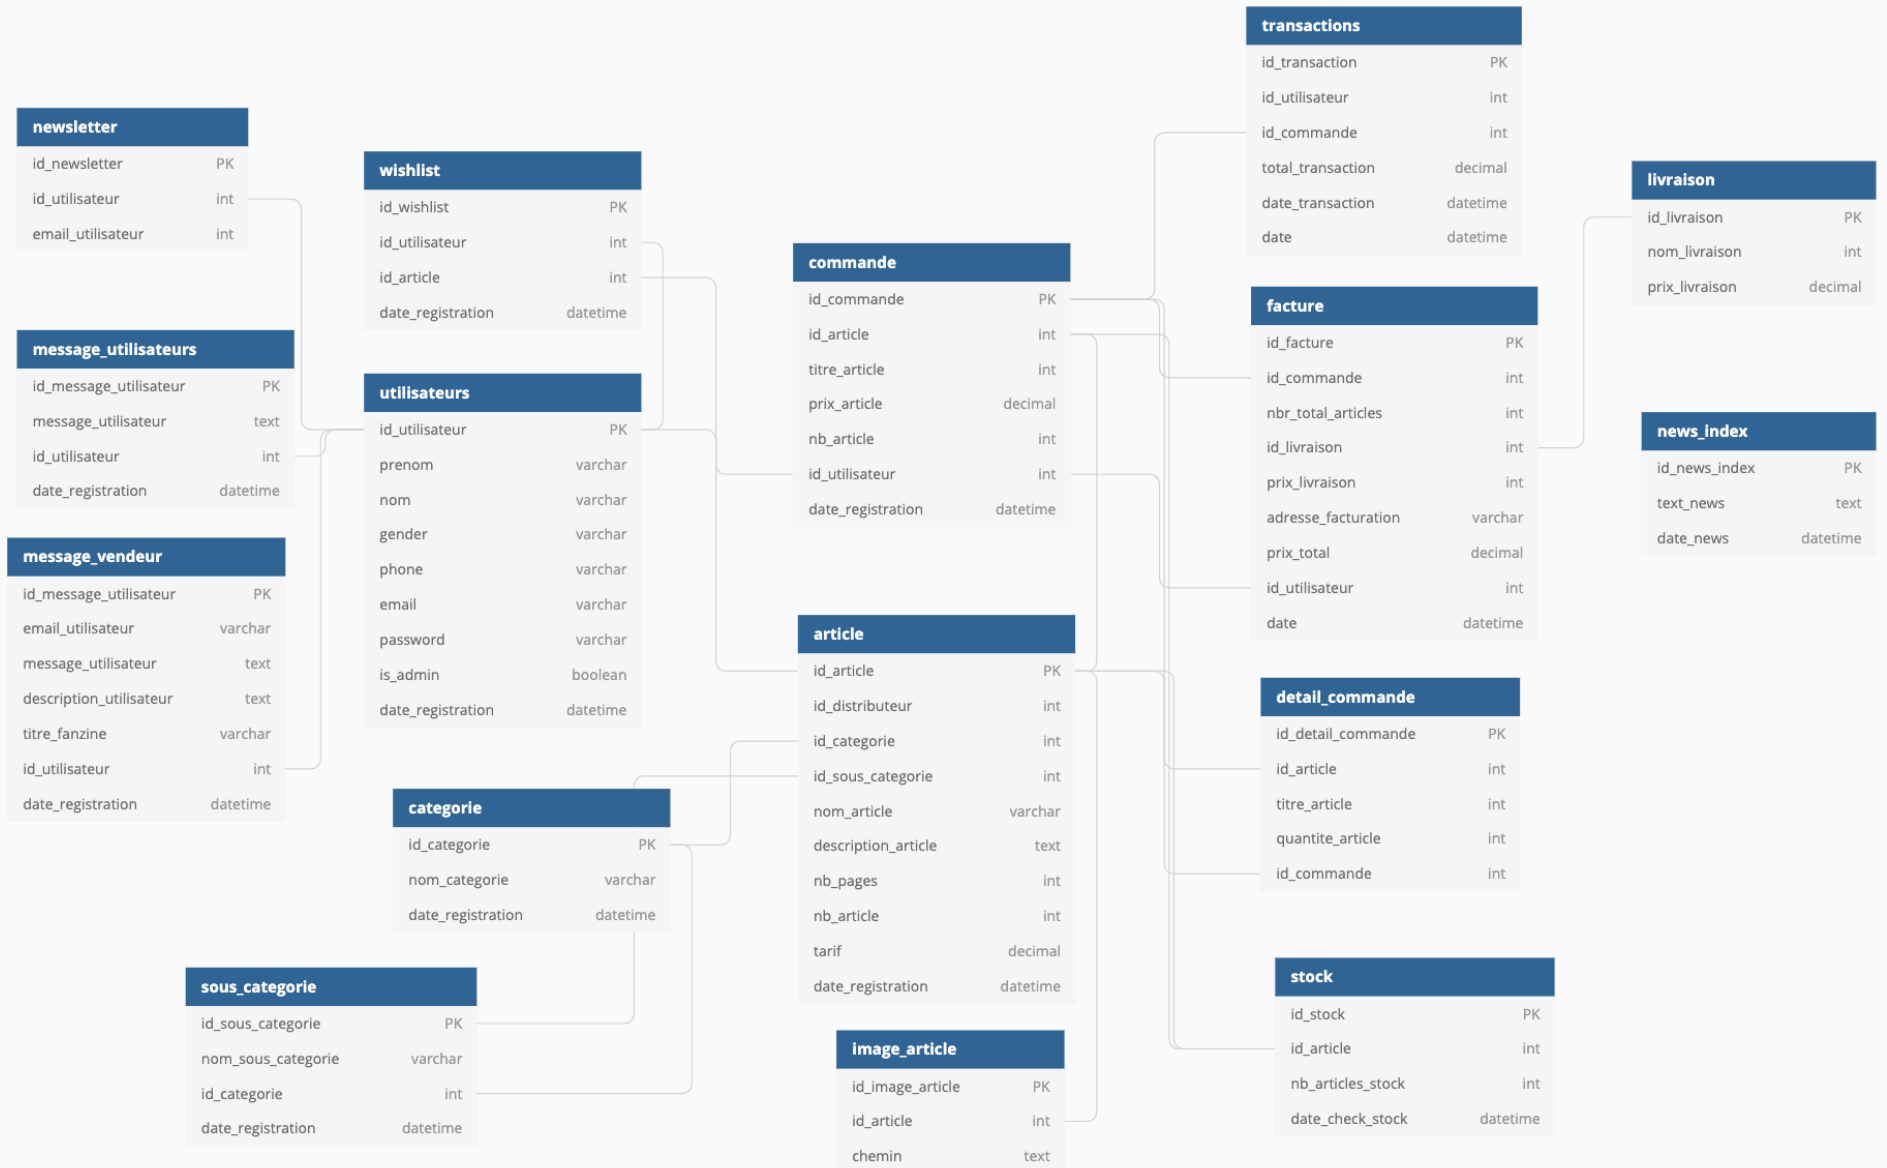 transactions
id_transaction PK
id_utilisateur int
id_commande int
total_transaction decimal
date_transaction datetime
date datetime
newsletter
id_newsletter PK
id_utilisateur int
email_utilisateur int
wishlist
id_wishlist PK
id_utilisateur int
id_article int
date_registration datetime
livraison
id_livraison PK
nom_livraison int
prix_livraison decimal
commande
id_commande PK
id_article int
titre_article int
prix_article decimal
nb_article int
id_utilisateur int
date_registration datetime
facture
id_facture PK
id_commande int
nbr_total_articles int
id_livraison int
prix_livraison int
adresse_facturation varchar
prix_total decimal
id_utilisateur int
date datetime
message_utilisateurs
id_message_utilisateur PK
message_utilisateur text
id_utilisateur int
date_registration datetime
utilisateurs
id_utilisateur PK
prenom varchar
nom varchar
gender varchar
phone varchar
email varchar
password varchar
is_admin boolean
date_registration datetime
news_index
id_news_index PK
text_news text
date_news datetime
message_vendeur
id_message_utilisateur PK
email_utilisateur varchar
message_utilisateur text
description_utilisateur text
titre_fanzine varchar
id_utilisateur int
date_registration datetime
article
id_article PK
id_distributeur int
id_categorie int
id_sous_categorie int
nom_article varchar
description_article text
nb_pages int
nb_article int
tarif decimal
date_registration datetime
detail_commande
id_detail_commande PK
id_article int
titre_article int
quantite_article int
id_commande int
categorie
id_categorie PK
nom_categorie varchar
date_registration datetime
sous_categorie
id_sous_categorie PK
nom_sous_categorie varchar
id_categorie int
date_registration datetime
stock
id_stock PK
id_article int
nb_articles_stock int
date_check_stock datetime
image_article
id_image_article PK
id_article int
chemin text